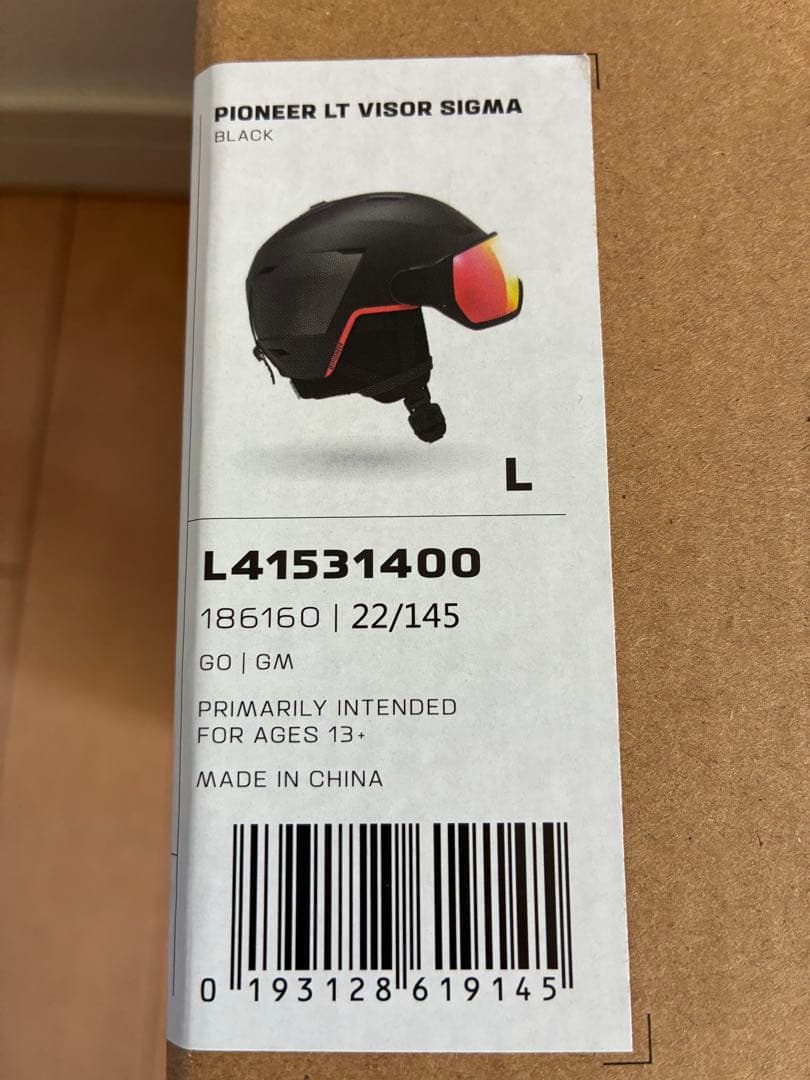 PIONEER LT VISOR SIGMA
BLACK
L
L41531400
186160 | 22/145
GO | GM
PRIMARILY INTENDED
FOR AGES 13+
MADE IN CHINA
0 193128 619145